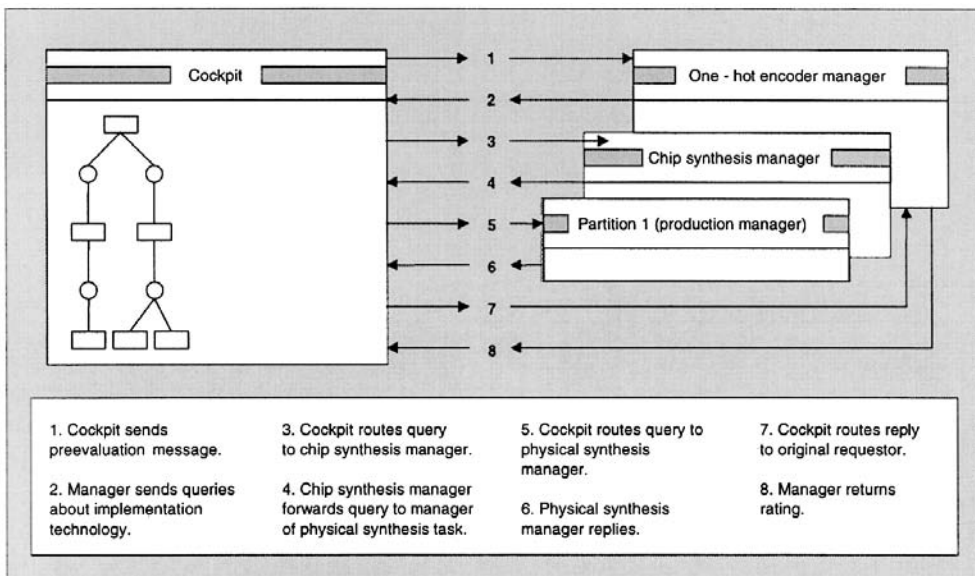 Cockpit
1
One - hot encoder manager
2
3
Chip synthesis manager
4
5
Partition 1 (production manager)
6
7
8
1. Cockpit sends
preevaluation message.
2. Manager sends queries
about implementation
technology.
3. Cockpit routes query
to chip synthesis manager.
4. Chip synthesis manager
forwards query to manager
of physical synthesis task.
5. Cockpit routes query to
physical synthesis
manager.
6. Physical synthesis
manager replies.
7. Cockpit routes reply
to original requestor.
8. Manager returns
rating.